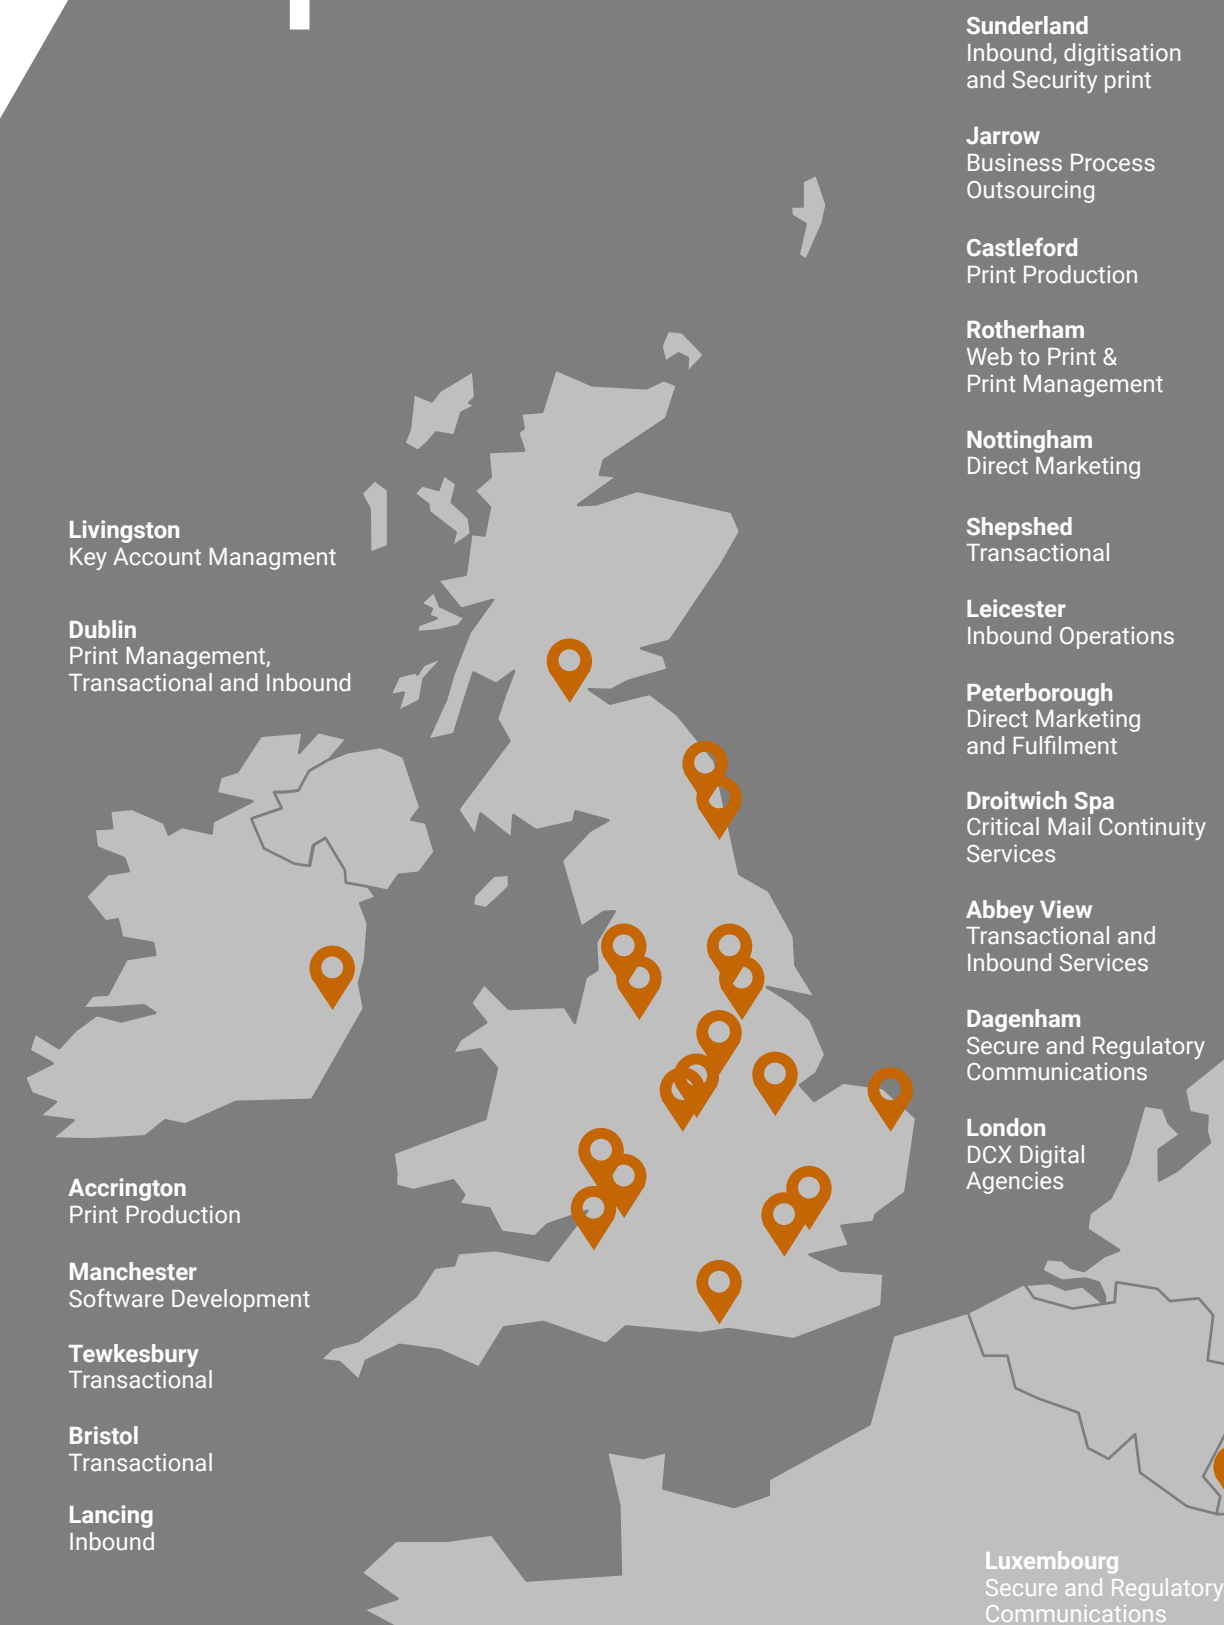 Livingston
Key Account Managment
Dublin
Print Management,
Transactional and Inbound
Accrington
Print Production
Manchester
Software Development
Tewkesbury
Transactional
Bristol
Transactional
Lancing
Inbound
Sunderland
Inbound, digitisation
and Security print
Jarrow
Business Process
Outsourcing
Castleford
Print Production
Rotherham
Web to Print &
Print Management
Nottingham
Direct Marketing
Shepshed
Transactional
Leicester
Inbound Operations
Peterborough
Direct Marketing
and Fulfilment
Droitwich Spa
Critical Mail Continuity
Services
Abbey View
Transactional and
Inbound Services
Dagenham
Secure and Regulatory
Communications
London
DCX Digital
Agencies
Luxembourg
Secure and Regulatory
Communications